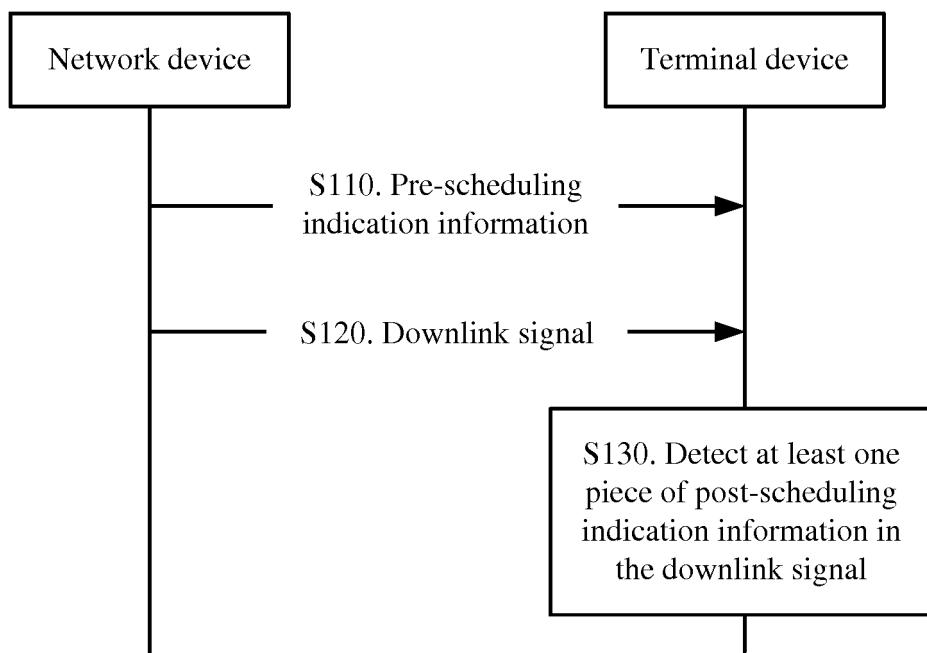 Network device
Terminal device
S110. Pre-scheduling
indication information
S120. Downlink signal
S130. Detect at least one
piece of post-scheduling
indication information in
the downlink signal